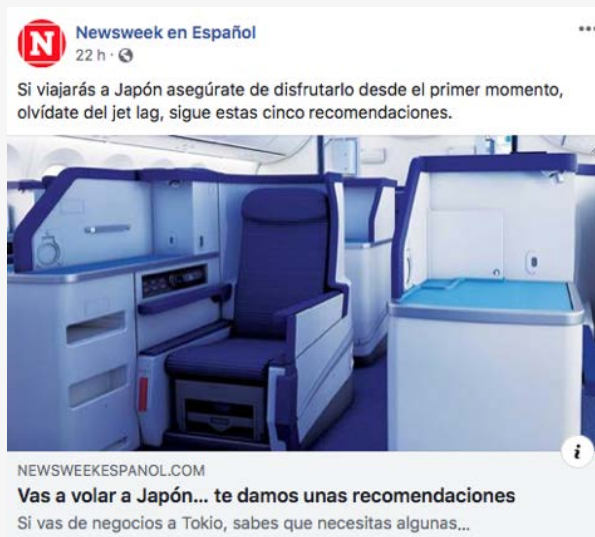 N
Newsweek en Español
22 h ·
Si viajarás a Japón asegúrate de disfrutarlo desde el primer momento,
olvídate del jet lag, sigue estas cinco recomendaciones.
i
NEWSWEEKESPANOL.COM
Vas a volar a Japón... te damos unas recomendaciones
Si vas de negocios a Tokio, sabes que necesitas algunas...